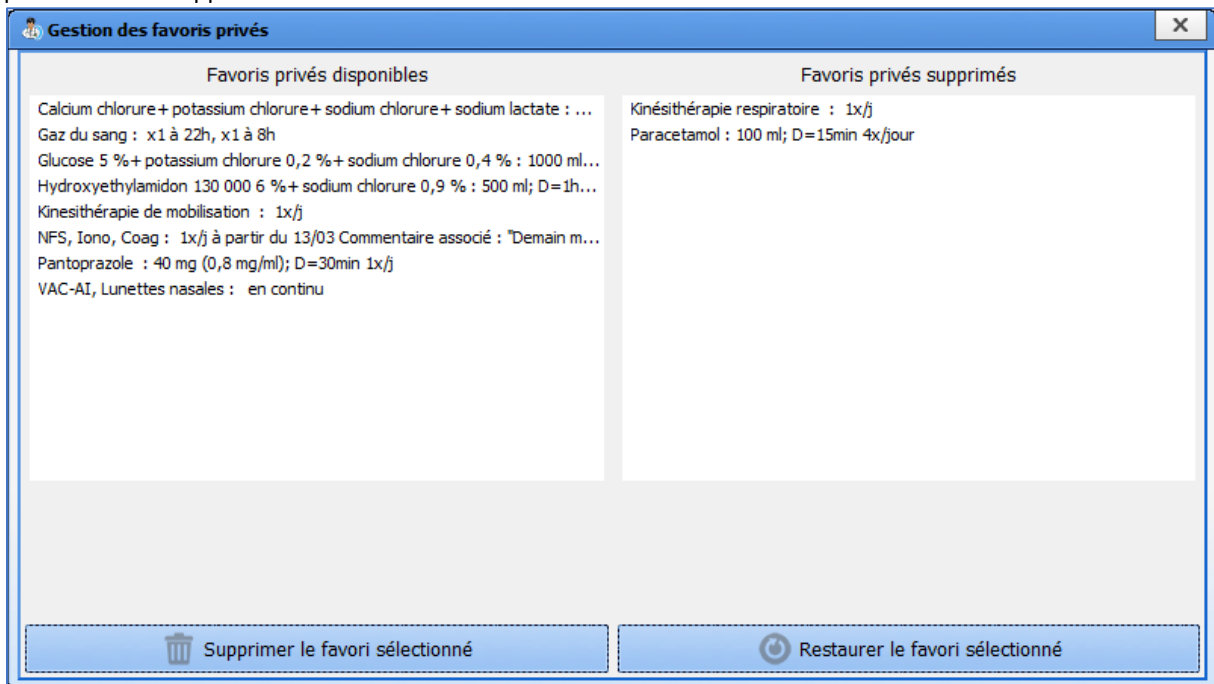 Gestion des favoris privés
Favoris privés disponibles
Calcium chlorure+ potassium chlorure+ sodium chlorure+ sodium lactate : ...
Gaz du sang : x1 à 22h, x1 à 8h
Glucose 5 %+ potassium chlorure 0,2 %+ sodium chlorure 0,4 % : 1000 ml...
Hydroxyethylamidon 130 000 6 %+ sodium chlorure 0,9 % : 500 ml; D=1h...
Kinesithérapie de mobilisation : 1x/j
NFS, Iono, Coag : 1x/j à partir du 13/03 Commentaire associé : "Demain m...
Pantoprazole : 40 mg (0,8 mg/ml); D=30min 1x/j
VAC-AI, Lunettes nasales : en continu
Favoris privés supprimés
Kinésithérapie respiratoire : 1x/j
Paracetamol : 100 ml; D=15min 4x/jour
Supprimer le favori sélectionné
Restaurer le favori sélectionné